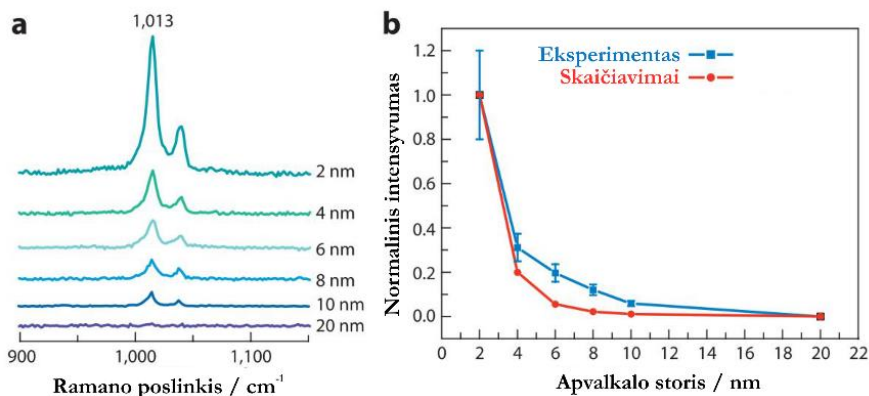 a
1,013
2 nm
4 nm
6 nm
8 nm
10 nm
20 nm
900
1,000
1,100
Ramano poslinkis / cm⁻¹
b
Eksperimentas
Skaičiavimai
Normalinis intensyvumas
1.2
1.0
0.8
0.6
0.4
0.2
0.0
0 2 4 6 8 10 12 14 16 18 20 22
Apvalkalo storis / nm